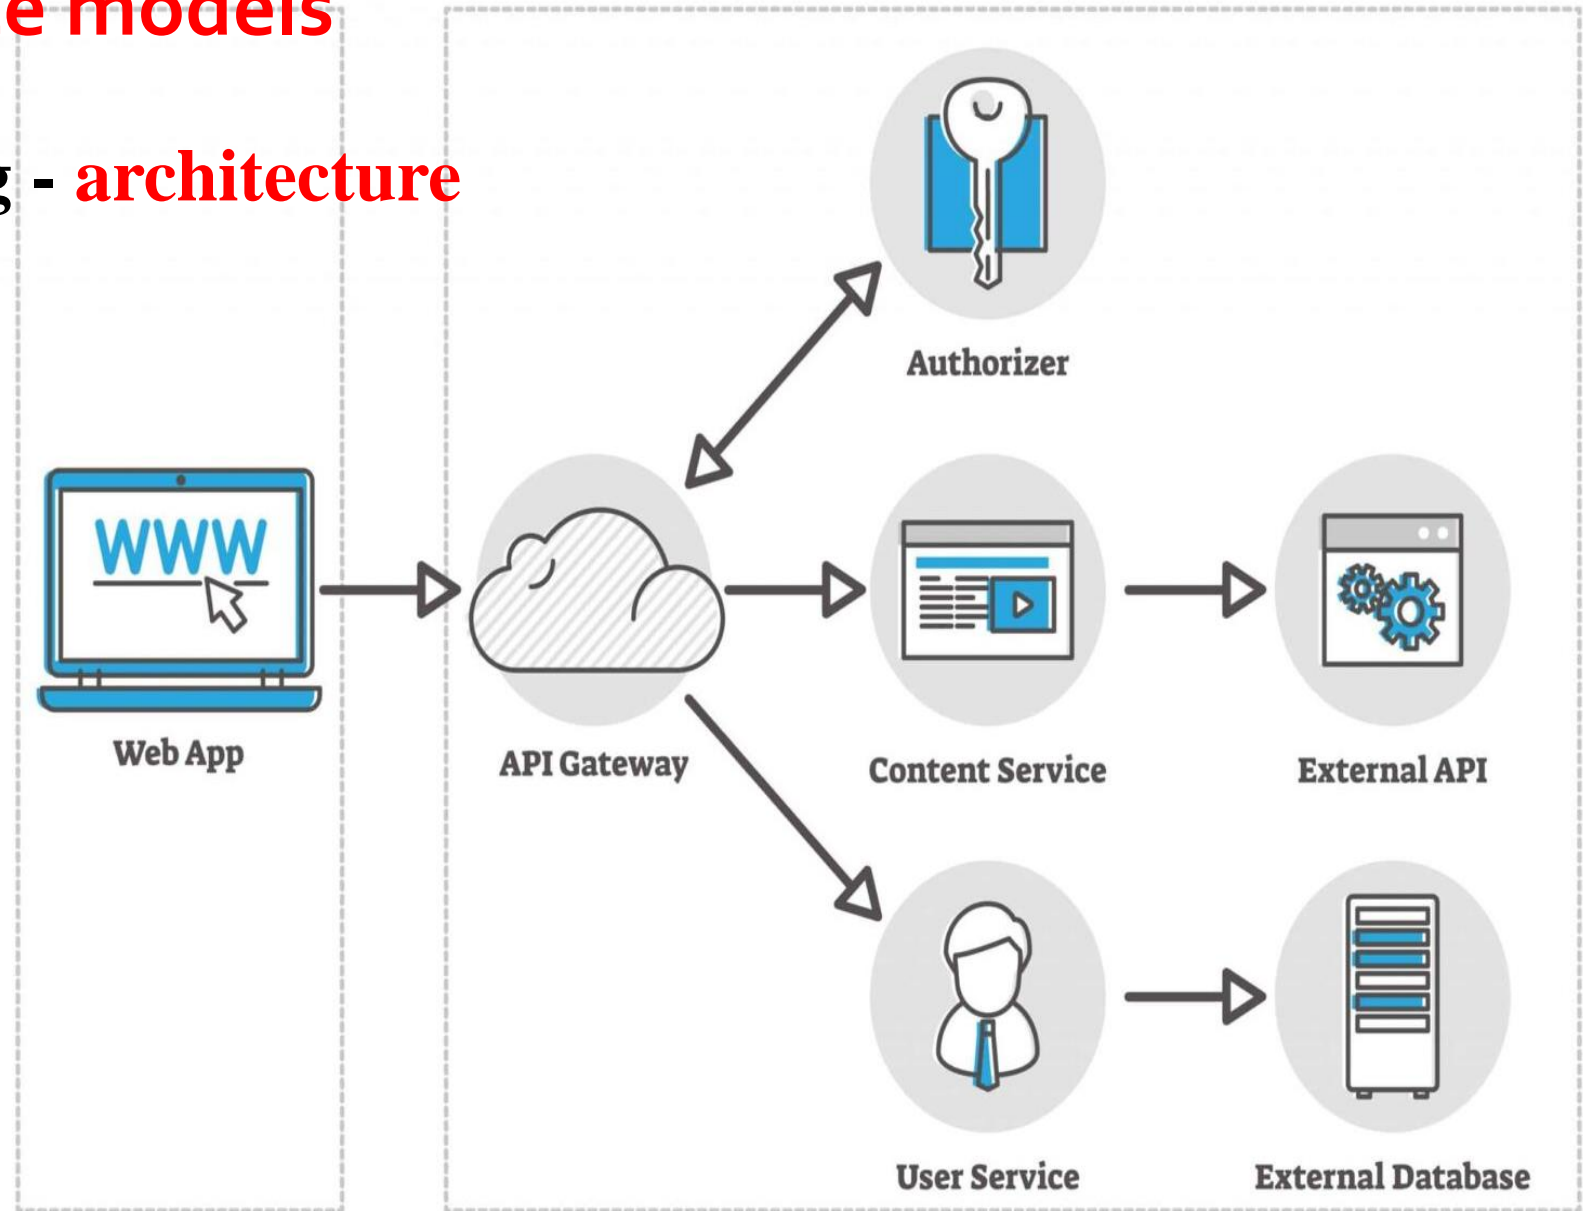 e models
g - architecture
Authorizer
WWW
Web App
API Gateway
Content Service
External API
User Service
External Database